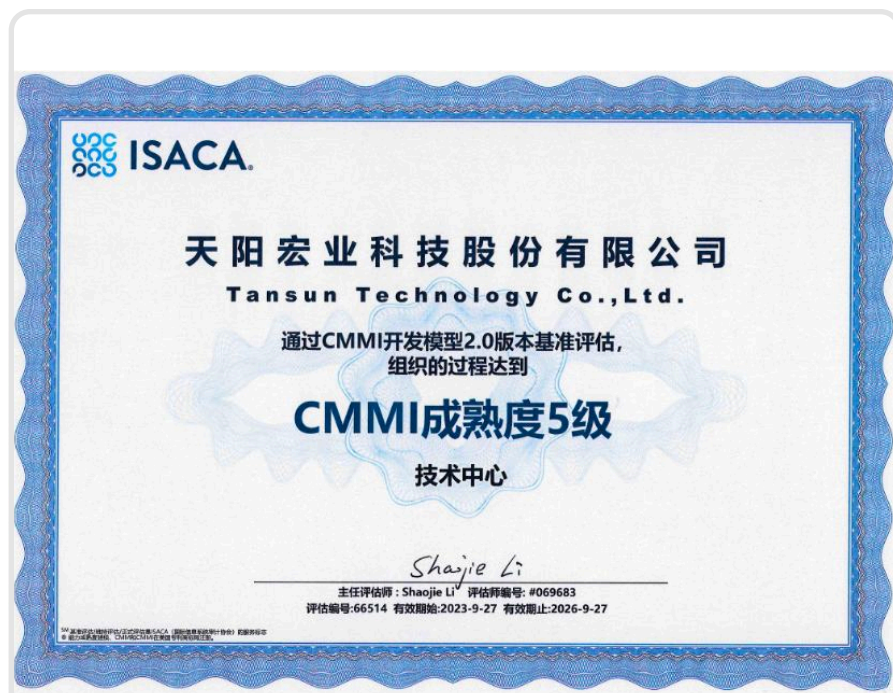 ISACA®
天阳宏业科技股份有限公司
Tansun Technology Co.,Ltd.
通过CMMI开发模型2.0版本基准评估，
组织的过程达到
CMMI成熟度5级
技术中心
Shaojie Li
主任评估师：Shaojie Li 评估师编号: #069683
评估编号:66514 有效期始:2023-9-27 有效期止:2026-9-27